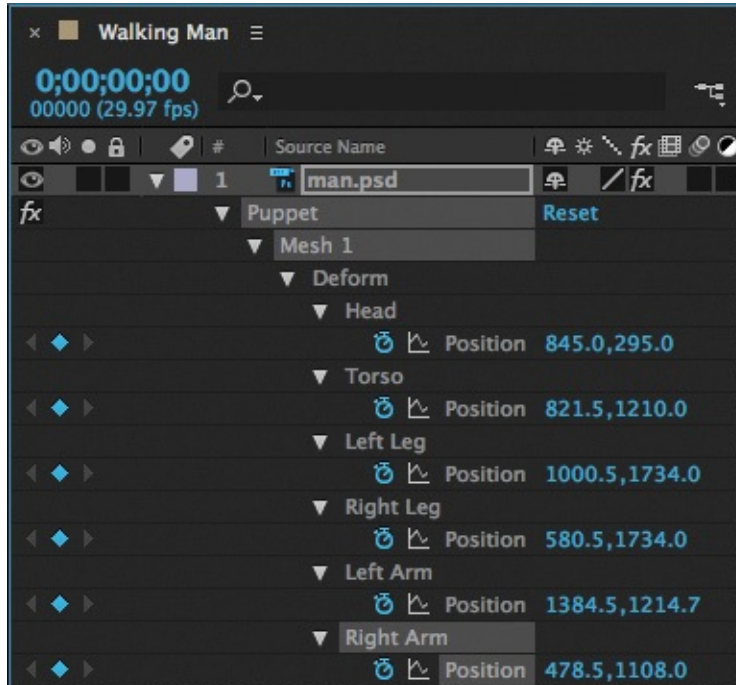 Walking Man
0;00;00;00
00000 (29.97 fps)
# Source Name fx
1 man.psd fx
fx Puppet Reset
Mesh 1
Deform
Head
Position 845.0,295.0
Torso
Position 821.5,1210.0
Left Leg
Position 1000.5,1734.0
Right Leg
Position 580.5,1734.0
Left Arm
Position 1384.5,1214.7
Right Arm
Position 478.5,1108.0